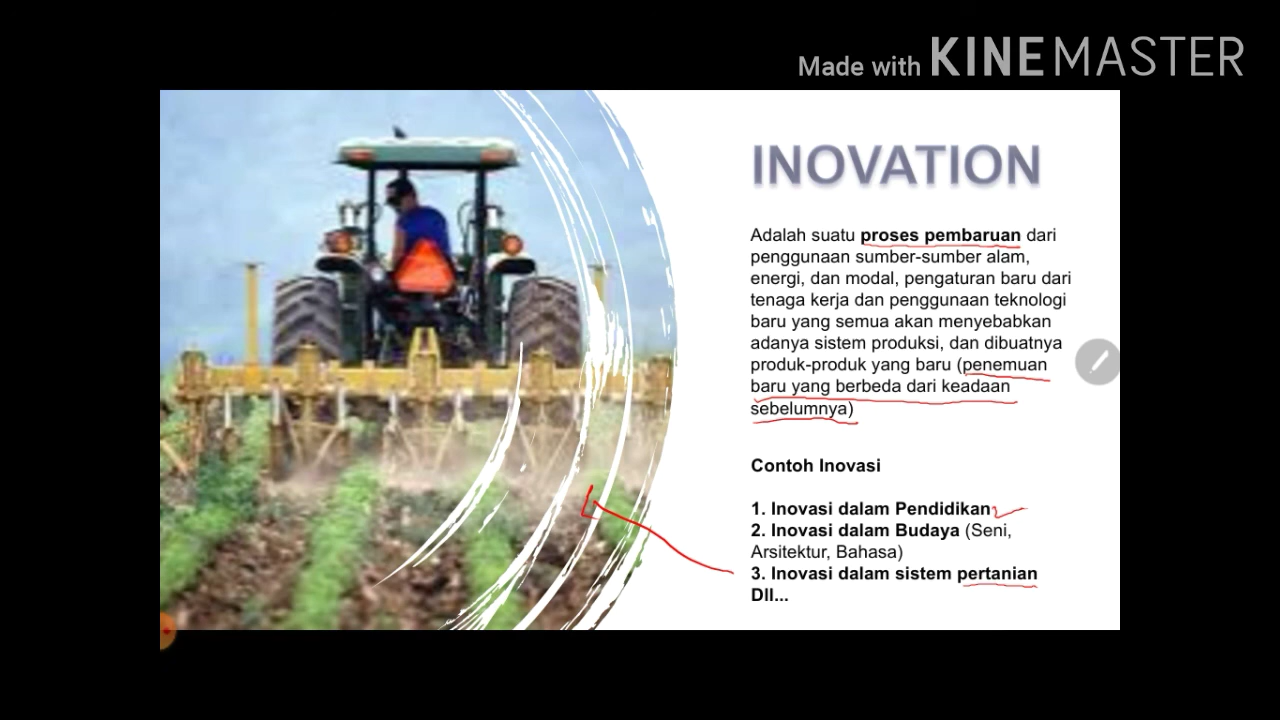 Made with KINEMASTER
INOVATION
Adalah suatu proses pembaruan dari
penggunaan sumber-sumber alam,
energi, dan modal, pengaturan baru dari
tenaga kerja dan penggunaan teknologi
baru yang semua akan menyebabkan
adanya sistem produksi, dan dibuatnya
produk-produk yang baru (penemuan
baru yang berbeda dari keadaan
sebelumnya)
Contoh Inovasi
1. Inovasi dalam Pendidikan
2. Inovasi dalam Budaya (Seni,
Arsitektur, Bahasa)
3. Inovasi dalam sistem pertanian
Dll...